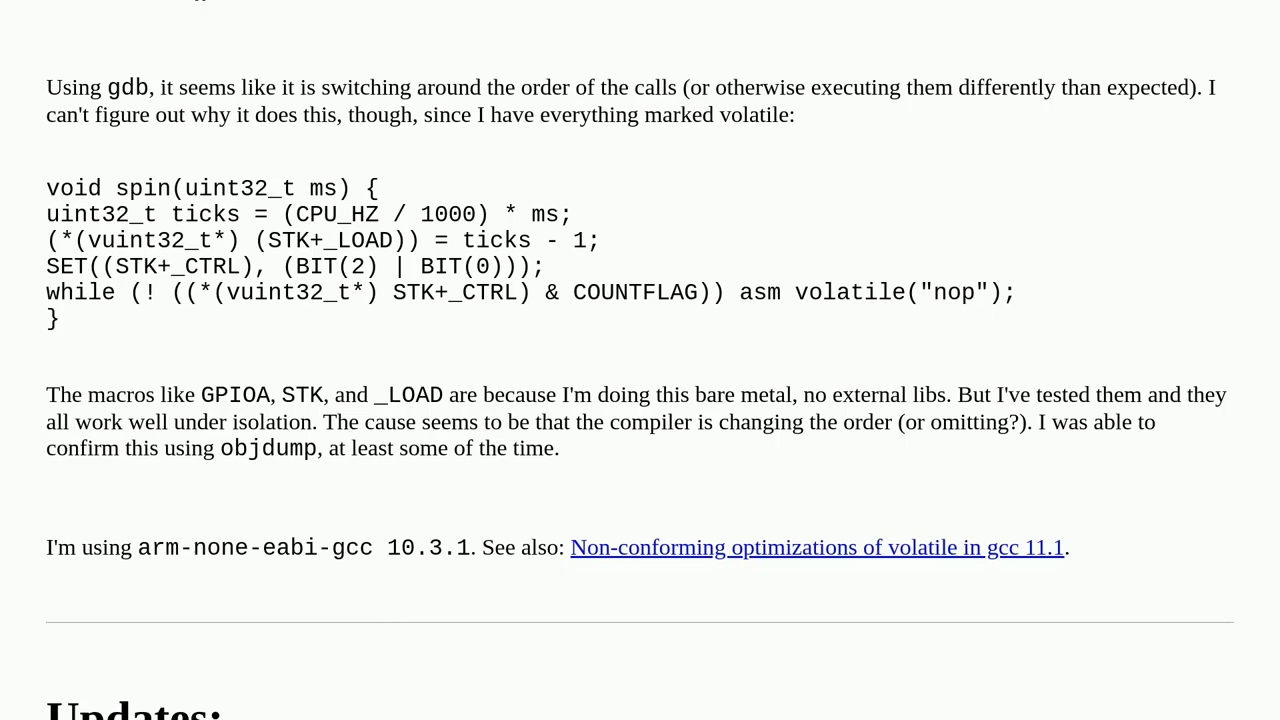 Using gdb, it seems like it is switching around the order of the calls (or otherwise executing them differently than expected). I
can't figure out why it does this, though, since I have everything marked volatile:
void spin(uint32_t ms) {
uint32_t ticks = (CPU_HZ / 1000) * ms;
(*(vuint32_t*) (STK+_LOAD)) = ticks - 1;
SET((STK+_CTRL), (BIT(2) | BIT(0)));
while (! ((*(vuint32_t*) STK+_CTRL) & COUNTFLAG)) asm volatile("nop");
}
The macros like GPIOA, STK, and _LOAD are because I'm doing this bare metal, no external libs. But I've tested them and they
all work well under isolation. The cause seems to be that the compiler is changing the order (or omitting?). I was able to
confirm this using objdump, at least some of the time.
I'm using arm-none-eabi-gcc 10.3.1. See also: Non-conforming optimizations of volatile in gcc 11.1.
Updates: